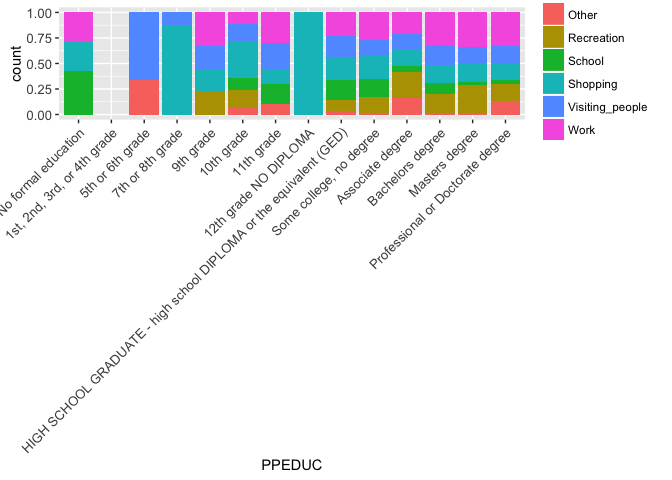 1.00
0.75
0.50
0.25
0.00
count
No formal education
1st, 2nd, 3rd, or 4th grade
5th or 6th grade
7th or 8th grade
9th grade
10th grade
11th grade
12th grade NO DIPLOMA
HIGH SCHOOL GRADUATE - high school DIPLOMA or the equivalent (GED)
Some college, no degree
Associate degree
Bachelors degree
Masters degree
Professional or Doctorate degree
PPEDUC
Other
Recreation
School
Shopping
Visiting_people
Work